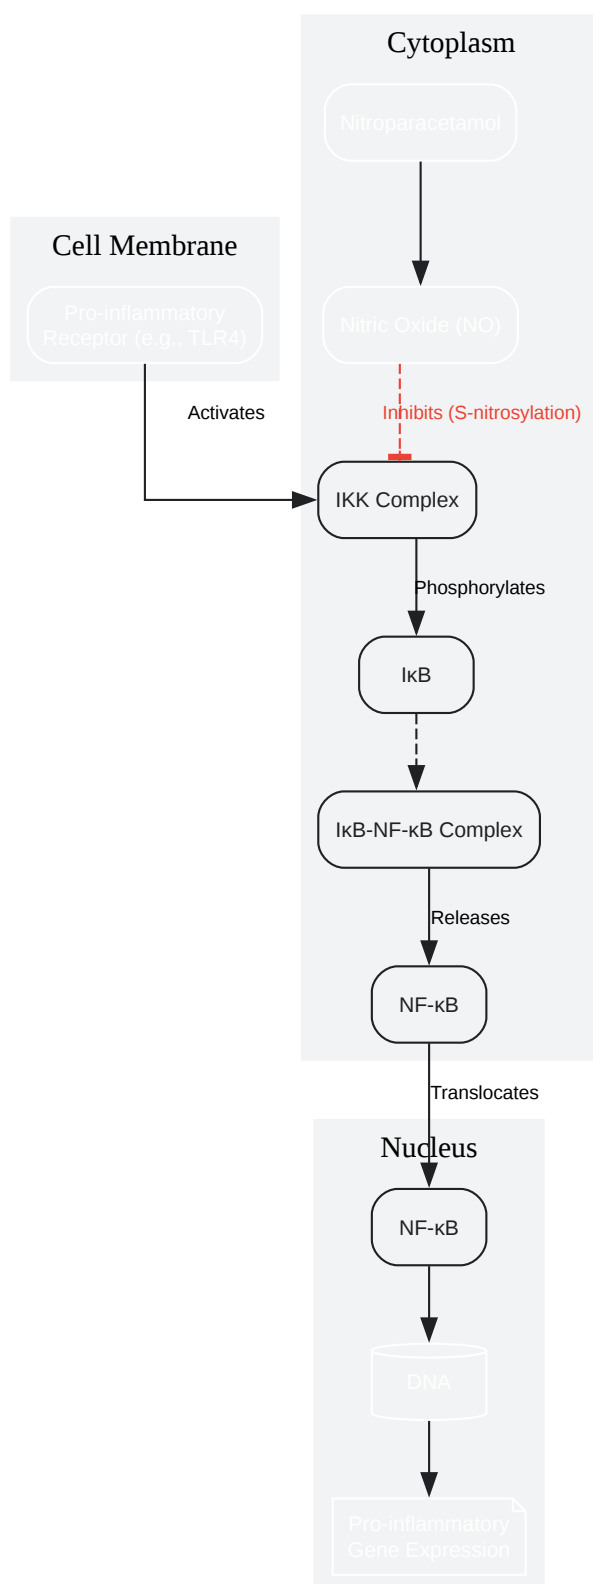 Cytoplasm
Nitroparacetamol
Cell Membrane
Pro-inflammatory
Receptor (e.g., TLR4)
Nitric Oxide (NO)
Activates
Inhibits (S-nitrosylation)
IKK Complex
Phosphorylates
IκB
IκB-NF-κB Complex
Releases
NF-κB
Translocates
Nucleus
NF-κB
DNA
Pro-inflammatory
Gene Expression